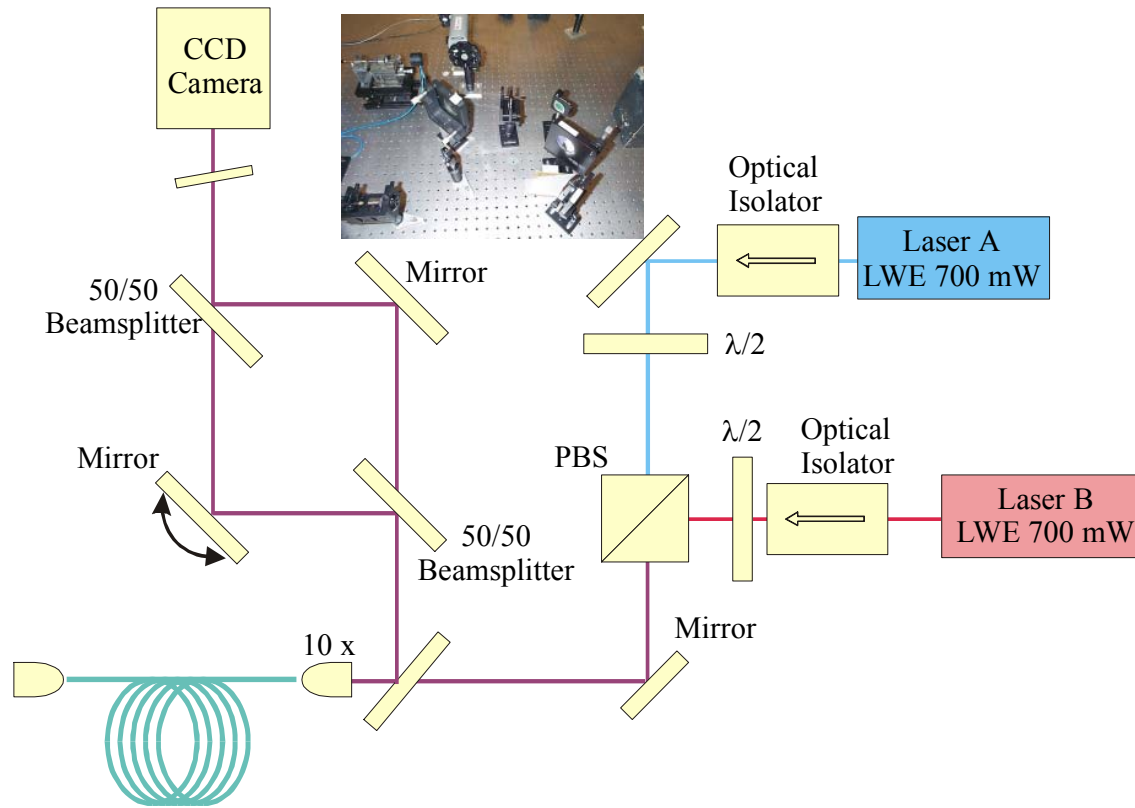 CCD
Camera
Optical
Isolator
Laser A
LWE 700 mW
Mirror
50/50
Beamsplitter
λ/2
λ/2
Optical
Isolator
PBS
Mirror
Laser B
LWE 700 mW
50/50
Beamsplitter
Mirror
10 x